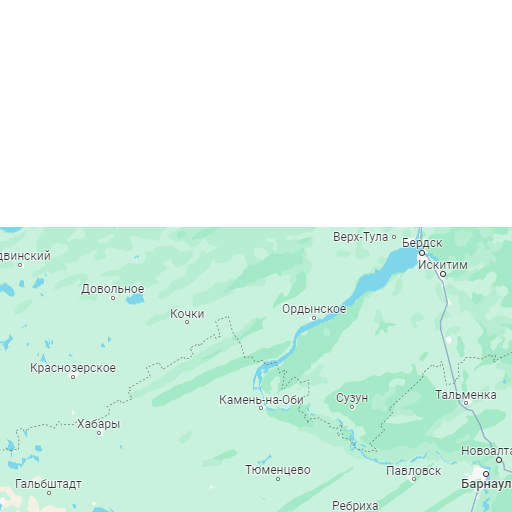 Верх-Тула
Бердск
двинский
Искитим
Довольное
Ордынское
Кочки
Краснозерское
Тальменка
Сузун
Камень-на-Оби
Хабары
Новоалта
Тюменцево
Павловск
Гальбштадт
Барнаул
Ребриха